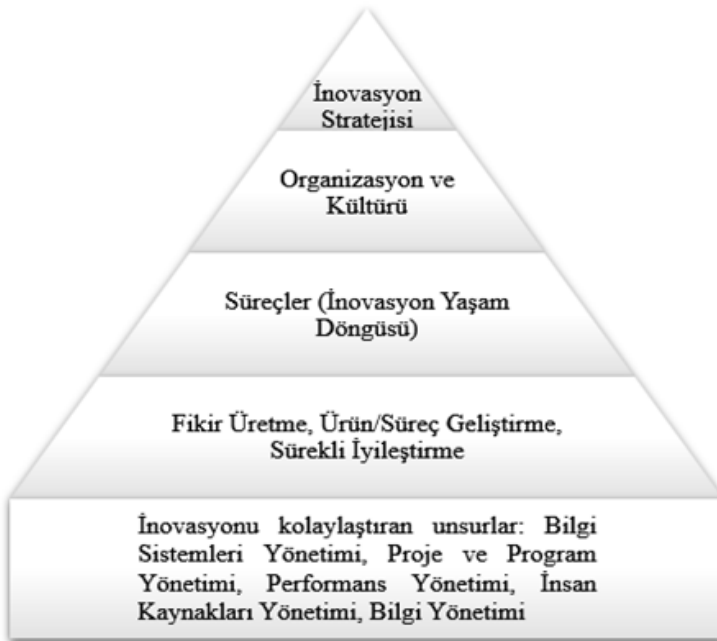 İnovasyon
Stratejisi
Organizasyon ve
Kültürü
Süreçler (İnovasyon Yaşam
Döngüsü)
Fikir Üretme, Ürün/Süreç Geliştirme,
Sürekli İyileştirme
İnovasyonu kolaylaştıran unsurlar: Bilgi
Sistemleri Yönetimi, Proje ve Program
Yönetimi, Performans Yönetimi, İnsan
Kaynakları Yönetimi, Bilgi Yönetimi